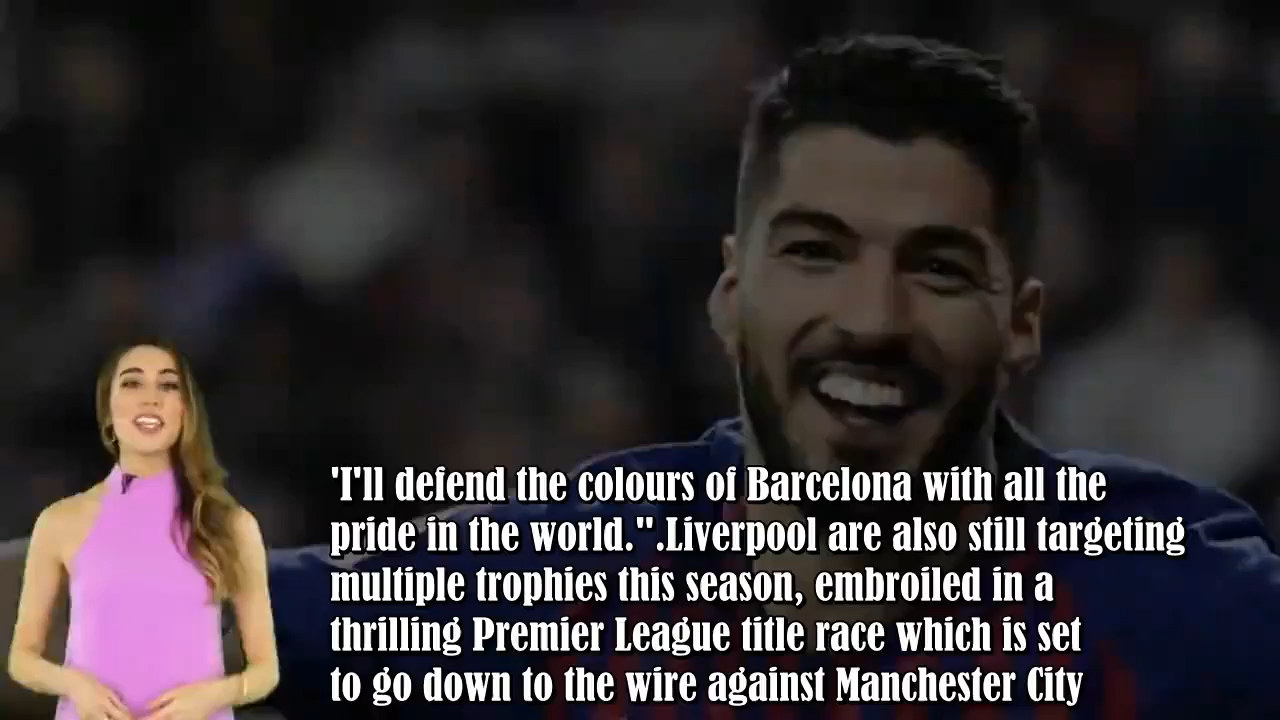 'I'll defend the colours of Barcelona with all the
pride in the world.".Liverpool are also still targeting
multiple trophies this season, embroiled in a
thrilling Premier League title race which is set
to go down to the wire against Manchester City